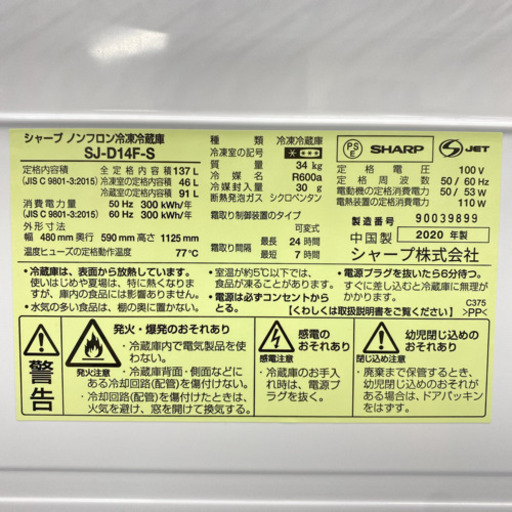 シャープ ノンフロン冷凍冷蔵庫
SJ-D14F-S
定格内容積 全定格内容積 137 L
(JIS C 9801-3:2015) 冷凍室の定格内容積 46 L
冷蔵室の定格内容積 91 L
消費電力量 50 Hz 300 kWh/年
(JIS C 9801-3:2015) 60 Hz 300 kWh/年
外形寸法
幅 480 mm 奥行 590 mm 高さ 1125 mm
温度ヒューズの定格動作温度 77℃
種類 冷凍冷蔵庫
冷凍室の記号
質量 34 kg
冷媒 R600a
冷媒封入量 30 g
断熱発泡ガス シクロペンタン
霜取り制御装置のタイプ
可変式
霜取り間隔 最長 24 時間
最短 7 時間
PS
E
SHARP
JET
定格電圧 100 V
定格周波数 50 / 60 Hz
電動機の定格消費電力 50 / 53 W
電熱装置の定格消費電力 110 W
製造番号 90039899
中国製 2020 年製
シャープ株式会社
・冷蔵庫は、表面から放熱しています。
使いはじめや夏場は、特に熱くなりますが、庫内の食品には影響ありません。
・水気の多い食品は、棚の奥に置かない。
・室温が約5℃以下では、食品が凍ることがあります。
・電源は必ずコンセントからとる。
・電源プラグを抜いたら6分待つ。
すぐに差し込むと冷蔵庫に無理がかかります。
【くわしくは取扱説明書をご覧ください】
C375
>PP<
警告
発火注意
発火・爆発のおそれあり
・冷蔵庫内で電気製品を使わない。
・冷蔵庫背面・側面などにある冷却回路(配管)を傷付けない。
・冷却回路(配管)を傷付けたときは、火気を避け、窓を開けて換気する。
感電注意
感電のおそれあり
・冷蔵庫のお手入れ時は、電源プラグを抜く。
閉じ込め注意
幼児閉じ込めのおそれあり
・廃棄まで保管するとき、幼児閉じ込めのおそれがある場合は、ドアパッキン